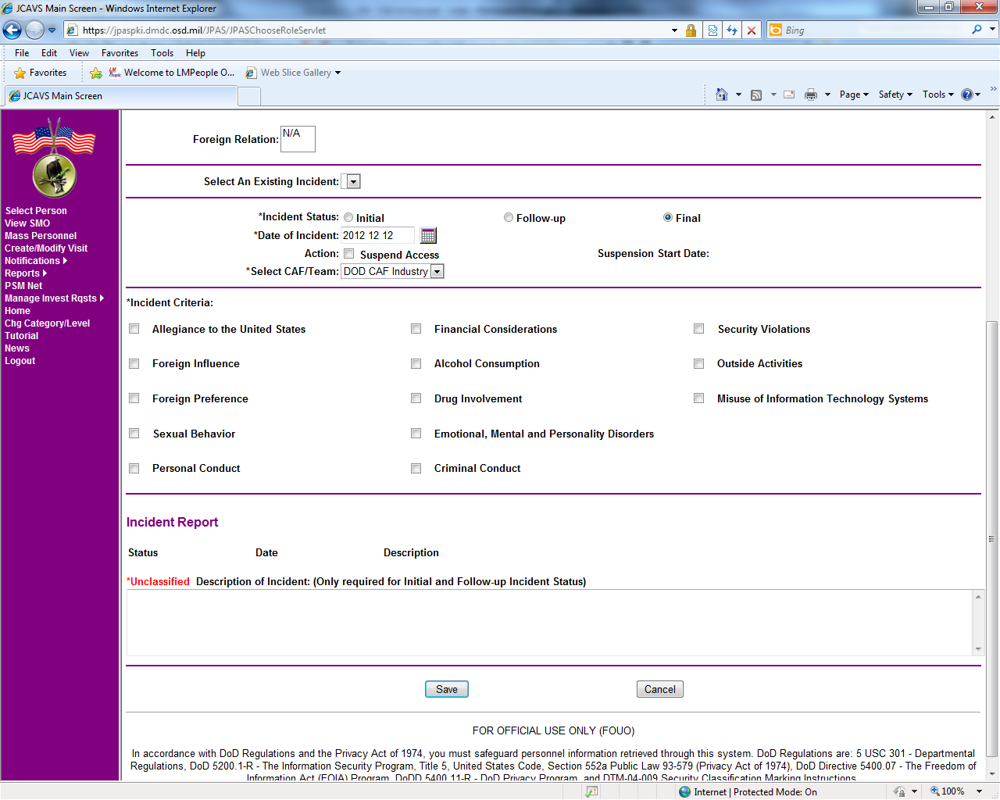 JCAVS Main Screen - Windows Internet Explorer
https://jpaspki.dmdc.osd.mil/JPAS/JPASChooseRoleServlet
Bing
File Edit View Favorites Tools Help
Favorites Welcome to LMPeople O... Web Slice Gallery
JCAVS Main Screen
Page Safety Tools
Select Person
View SMO
Mass Personnel
Create/Modify Visit
Notifications
Reports
PSM Net
Manage Invest Rqsts
Home
Chg Category/Level
Tutorial
News
Logout
Foreign Relation: N/A
Select An Existing Incident:
*Incident Status: Initial Follow-up Final
*Date of Incident: 2012 12 12
Action: Suspend Access Suspension Start Date:
*Select CAF/Team: DOD CAF Industry
*Incident Criteria:
Allegiance to the United States Financial Considerations Security Violations
Foreign Influence Alcohol Consumption Outside Activities
Foreign Preference Drug Involvement Misuse of Information Technology Systems
Sexual Behavior Emotional, Mental and Personality Disorders
Personal Conduct Criminal Conduct
Incident Report
Status Date Description
*Unclassified Description of Incident: (Only required for Initial and Follow-up Incident Status)
Save Cancel
FOR OFFICIAL USE ONLY (FOUO)
In accordance with DoD Regulations and the Privacy Act of 1974, you must safeguard personnel information retrieved through this system. DoD Regulations are: 5 USC 301 - Departmental
Regulations, DoD 5200.1-R - The Information Security Program, Title 5, United States Code, Section 552a Public Law 93-579 (Privacy Act of 1974), DoD Directive 5400.07 - The Freedom of
Information Act (FOIA) Program, DoDD 5400.11-R - DoD Privacy Program, and DTM-04-009 Security Classification Marking Instructions
Internet | Protected Mode: On 100%